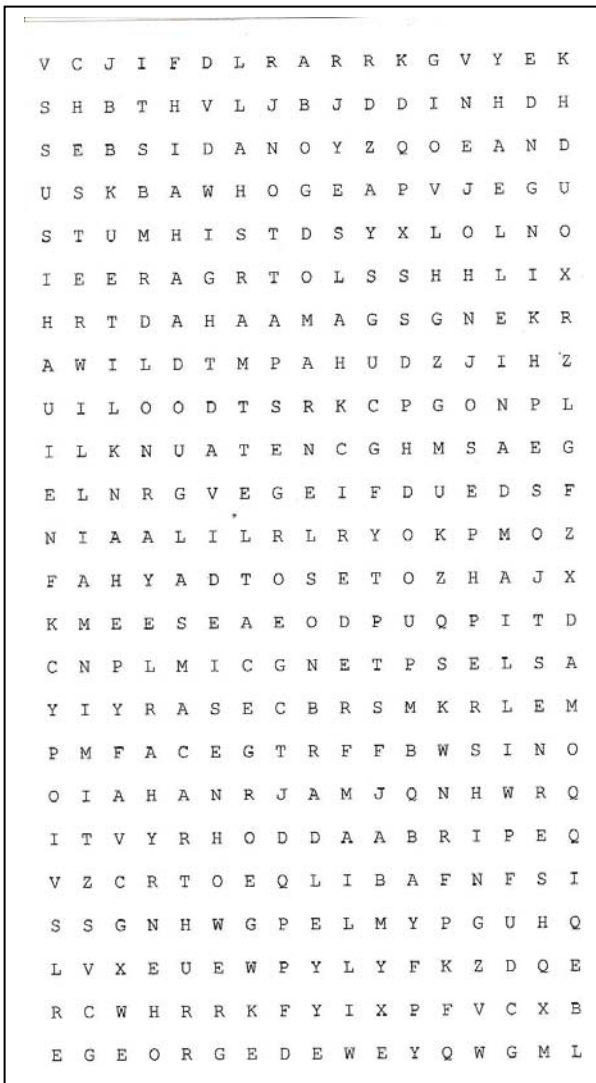 V C J I F D L R A R R K G V Y E K
S H B T H V L J B J D D I N H D H
S E B S I D A N O Y Z Q O E A N D
U S K B A W H O G E A P V J E G U
S T U M H I S T D S Y X L O L N O
I E E R A G R T O L S S H H L I X
H R T D A H A A M A G S G N E K R
A W I L D T M P A H U D Z J I H Z
U I L O O D T S R K C P G O N P L
I L K N U A T E N C G H M S A E G
E L N R G V E G E I F D U E D S F
N I A A L I L R L R Y O K P M O Z
F A H Y A D T O S E T O Z H A J X
K M E E S E A E O D P U Q P I T D
C N P L M I C G N E T P S E L S A
Y I Y R A S E C B R S M K R L E M
P M F A C E G T R F F B W S I N O
O I A H A N R J A M J Q N H W R Q
I T V Y R H O D D A A B R I P E Q
V Z C R T O E Q L I B A F N F S I
S S G N H W G P E L M Y P G U H Q
L V X E U E W P Y L Y F K Z D Q E
R C W H R R K F Y I X P F V C X B
E G E O R G E D E W E Y Q W G M L